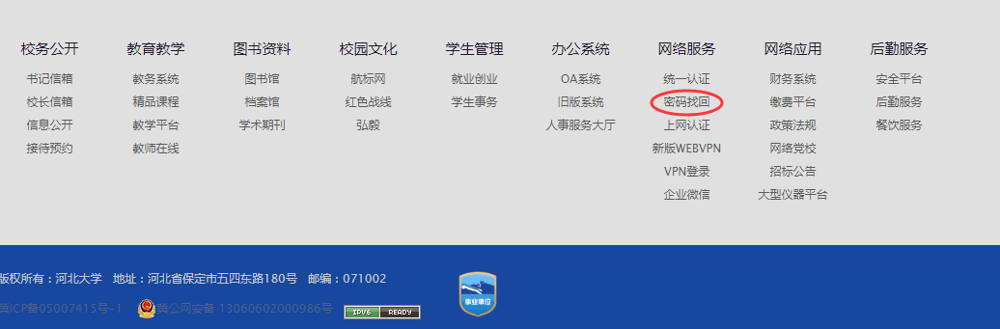 校务公开 教育教学 图书资料 校园文化 学生管理 办公系统 网络服务 网络应用 后勤服务
书记信箱 教务系统 图书馆 航标网 就业创业 OA系统 统一认证 财务系统 安全平台
校长信箱 精品课程 档案馆 红色战线 学生事务 旧版系统 密码找回 缴费平台 后勤服务
信息公开 教学平台 学术期刊 弘毅 人事服务大厅 上网认证 政策法规 餐饮服务
接待预约 教师在线 新版WEBVPN 网络党校
VPN登录 招标公告
企业微信 大型仪器平台
版权所有：河北大学 地址：河北省保定市五四东路180号 邮编：071002
冀ICP备05007415号-1 冀公网安备 13060602000986号 IPV6 READY
事业单位